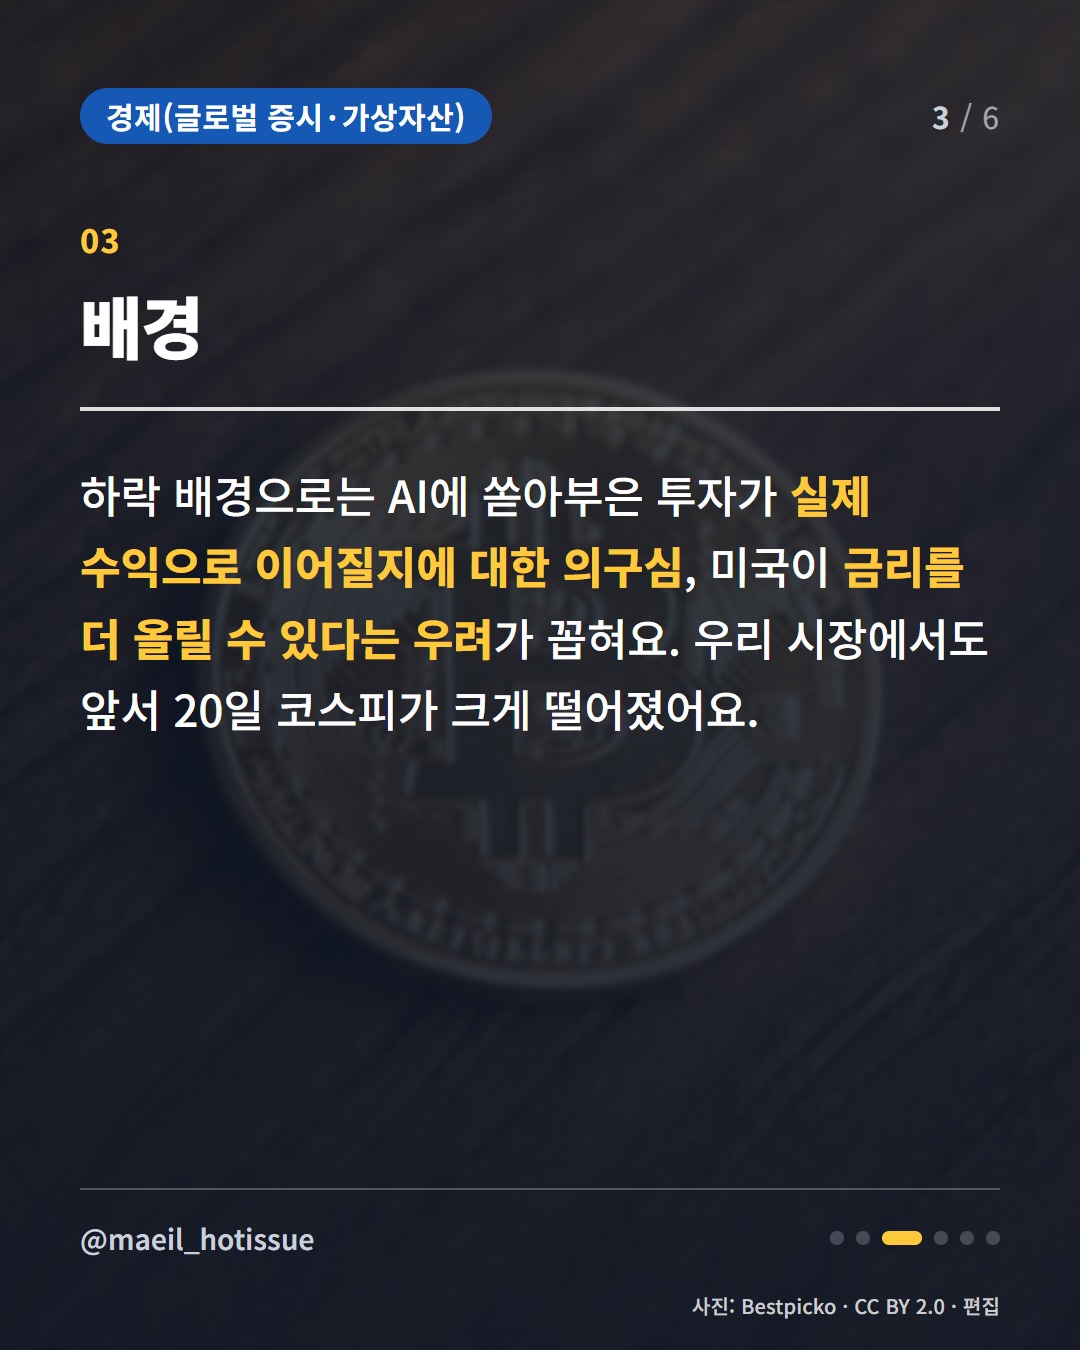 경제(글로벌 증시·가상자산)
3 / 6
03
배경
하락 배경으로는 AI에 쏟아부은 투자가 실제
수익으로 이어질지에 대한 의구심, 미국이 금리를
더 올릴 수 있다는 우려가 꼽혀요. 우리 시장에서도
앞서 20일 코스피가 크게 떨어졌어요.
@maeil_hotissue
사진: Bestpicko · CC BY 2.0 · 편집